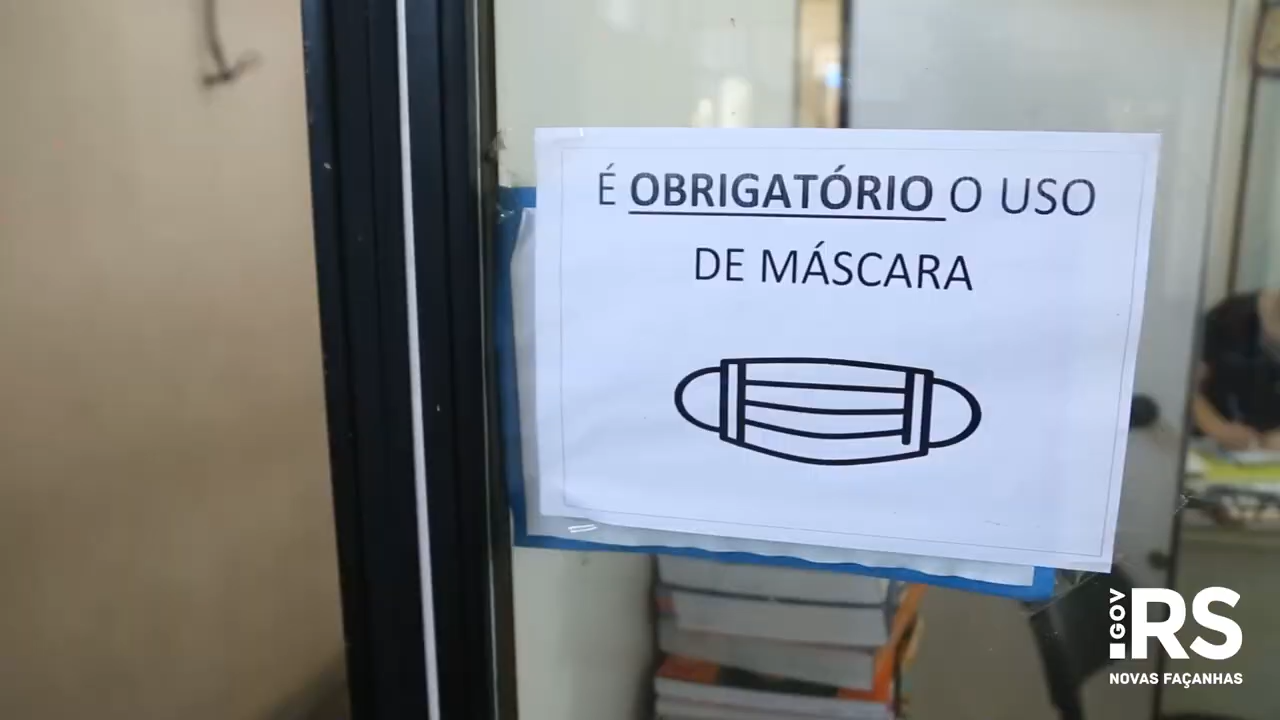 É OBRIGATÓRIO O USO
DE MÁSCARA
GOV
RS
NOVAS FAÇANHAS